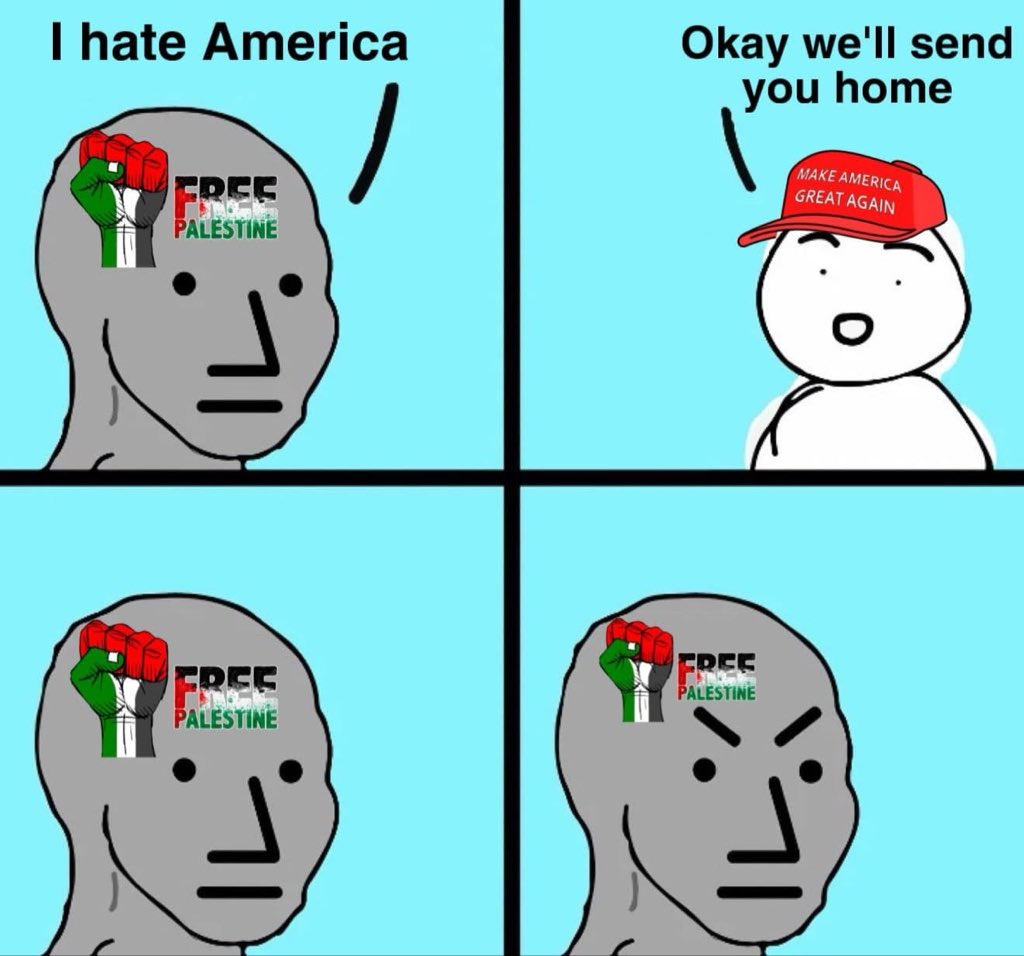 I hate America
FREE
PALESTINE
Okay we'll send
you home
MAKE AMERICA
GREAT AGAIN
FREE
PALESTINE
FREE
PALESTINE